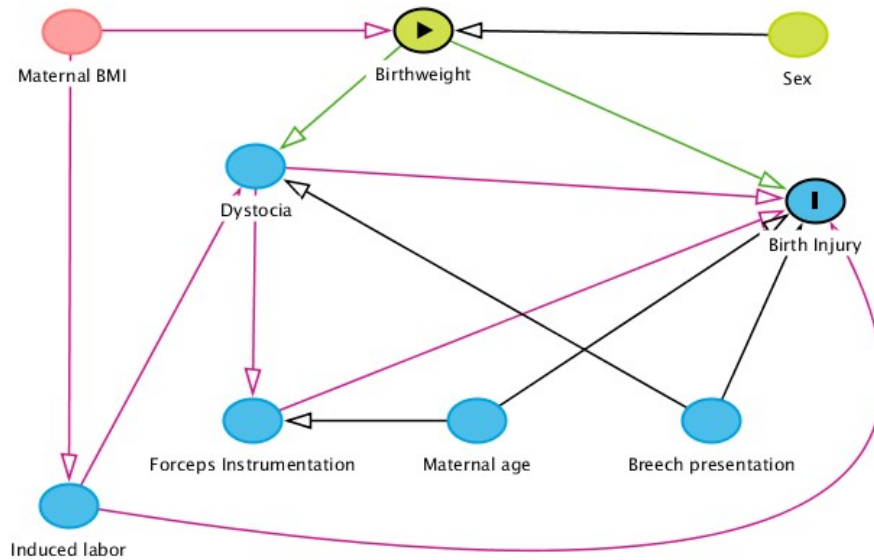 Maternal BMI
Birthweight
Sex
Dystocia
Birth Injury
Forceps Instrumentation
Maternal age
Breech presentation
Induced labor